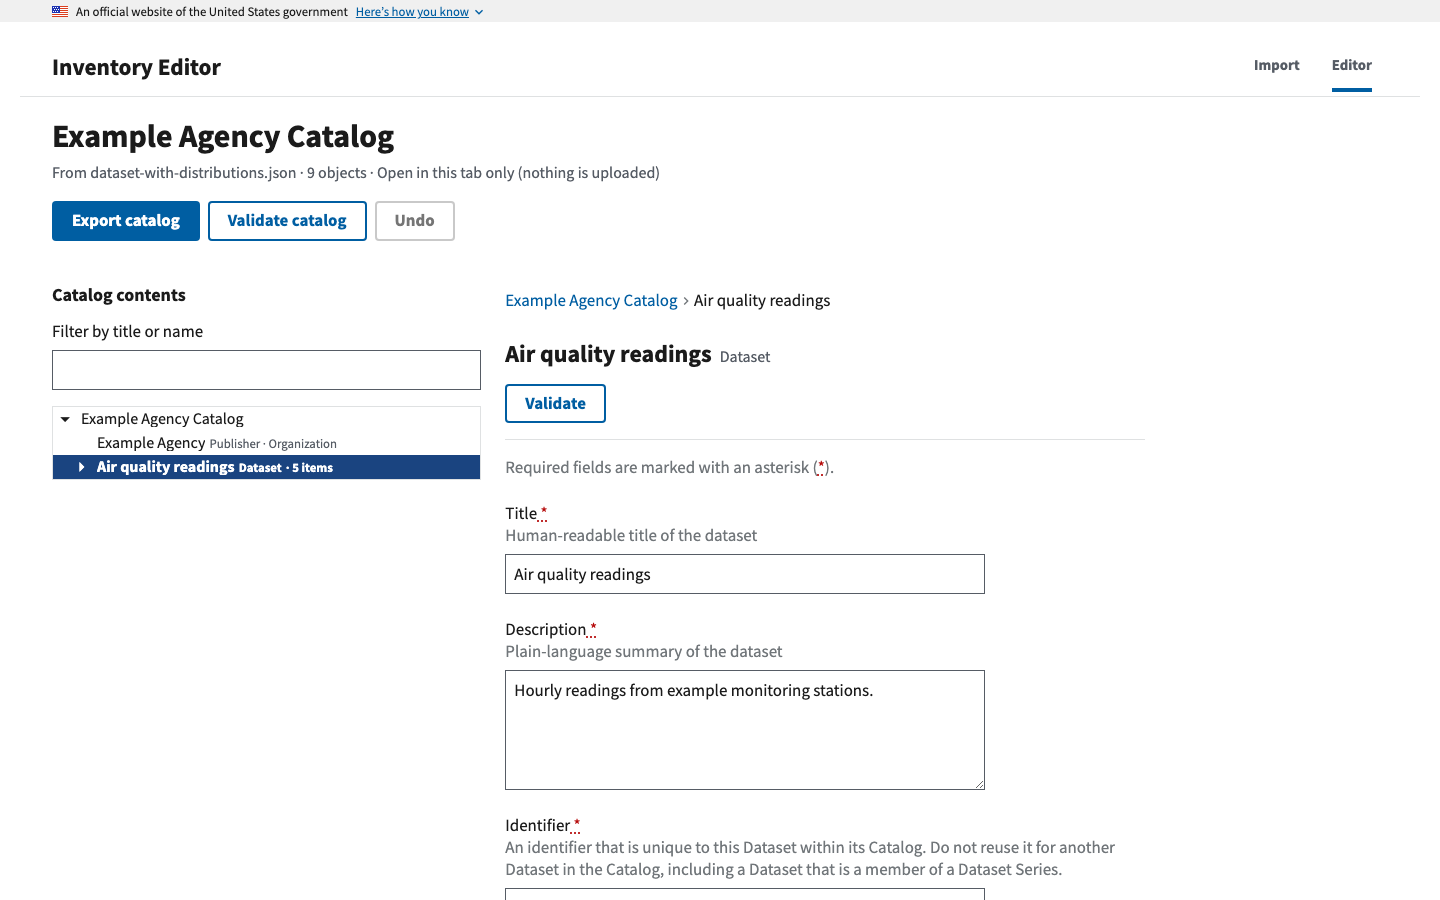 An official website of the United States government Here's how you know
Inventory Editor
Import Editor
Example Agency Catalog
From dataset-with-distributions.json · 9 objects · Open in this tab only (nothing is uploaded)
Export catalog Validate catalog Undo
Catalog contents
Filter by title or name
Example Agency Catalog
Example Agency Publisher · Organization
Air quality readings Dataset · 5 items
Example Agency Catalog › Air quality readings
Air quality readings Dataset
Validate
Required fields are marked with an asterisk (*).
Title *
Human-readable title of the dataset
Air quality readings
Description *
Plain-language summary of the dataset
Hourly readings from example monitoring stations.
Identifier *
An identifier that is unique to this Dataset within its Catalog. Do not reuse it for another
Dataset in the Catalog, including a Dataset that is a member of a Dataset Series.